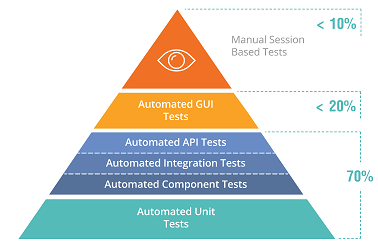 < 10%
Manual Session
Based Tests
Automated GUI
Tests
< 20%
Automated API Tests
Automated Integration Tests
70%
Automated Component Tests
Automated Unit
Tests